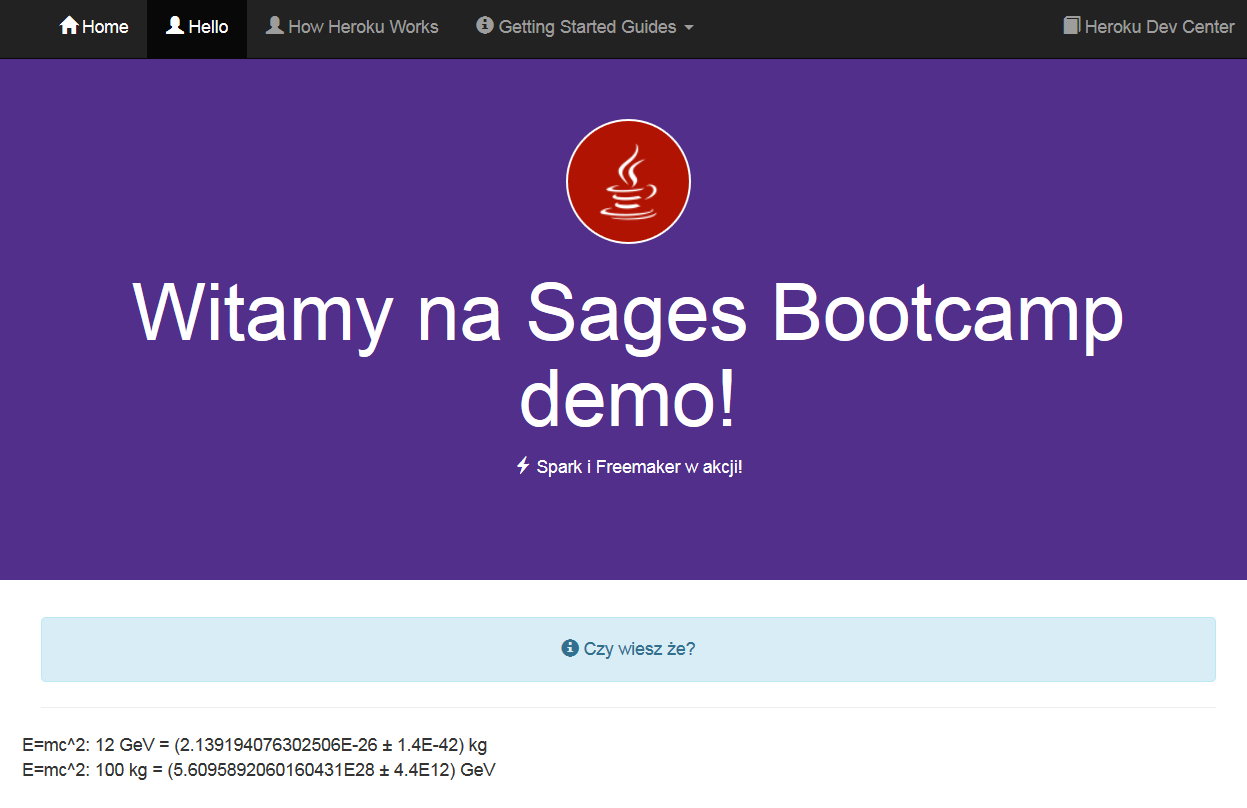 Home Hello How Heroku Works Getting Started Guides Heroku Dev Center
Witamy na Sages Bootcamp
demo!
Spark i Freemaker w akcji!
Czy wiesz że?
E=mc^2: 12 GeV = (2.139194076302506E-26 ± 1.4E-42) kg
E=mc^2: 100 kg = (5.6095892060160431E28 ± 4.4E12) GeV